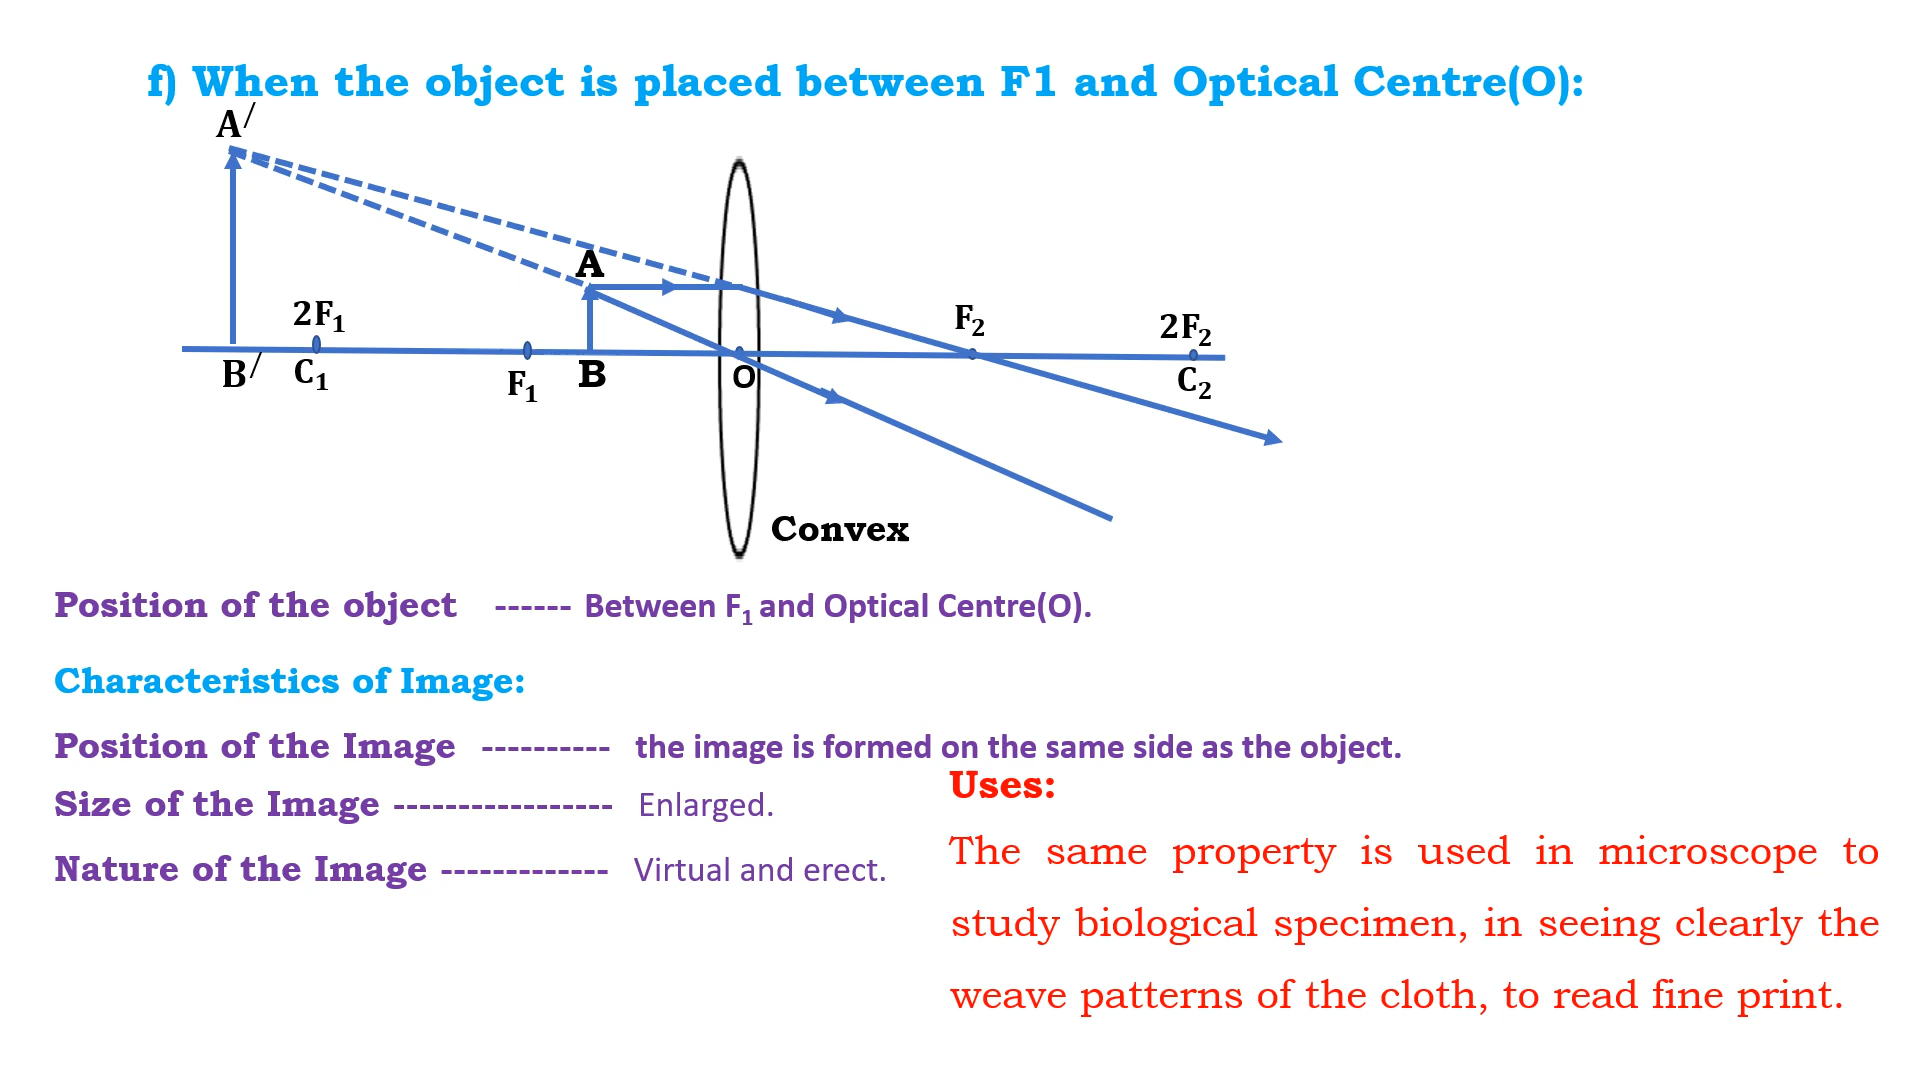 f) When the object is placed between F1 and Optical Centre(O):
A/
A
2F₁
F₂
2F₂
B/
C₁
F₁
B
O
C₂
Convex
Position of the object ------ Between F₁ and Optical Centre(O).
Characteristics of Image:
Position of the Image ---------- the image is formed on the same side as the object.
Size of the Image ----------------- Enlarged.
Nature of the Image ------------- Virtual and erect.
Uses:
The same property is used in microscope to
study biological specimen, in seeing clearly the
weave patterns of the cloth, to read fine print.